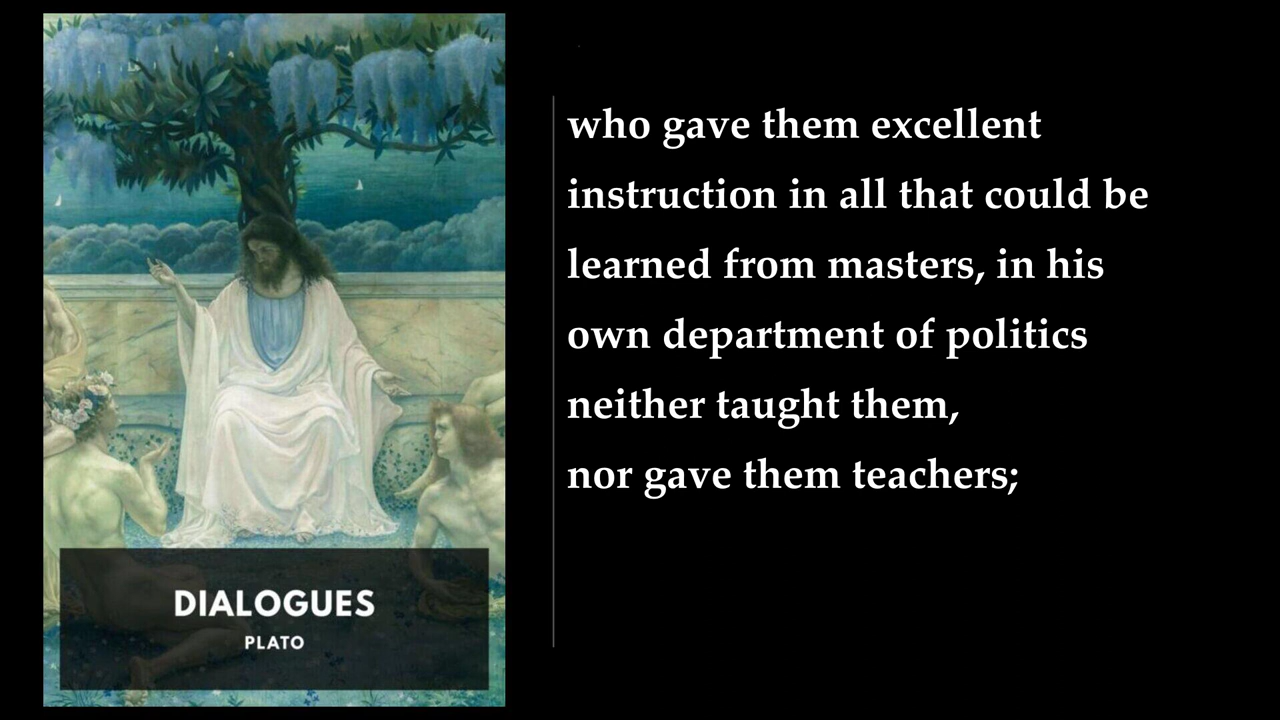 DIALOGUES
PLATO
who gave them excellent
instruction in all that could be
learned from masters, in his
own department of politics
neither taught them,
nor gave them teachers;